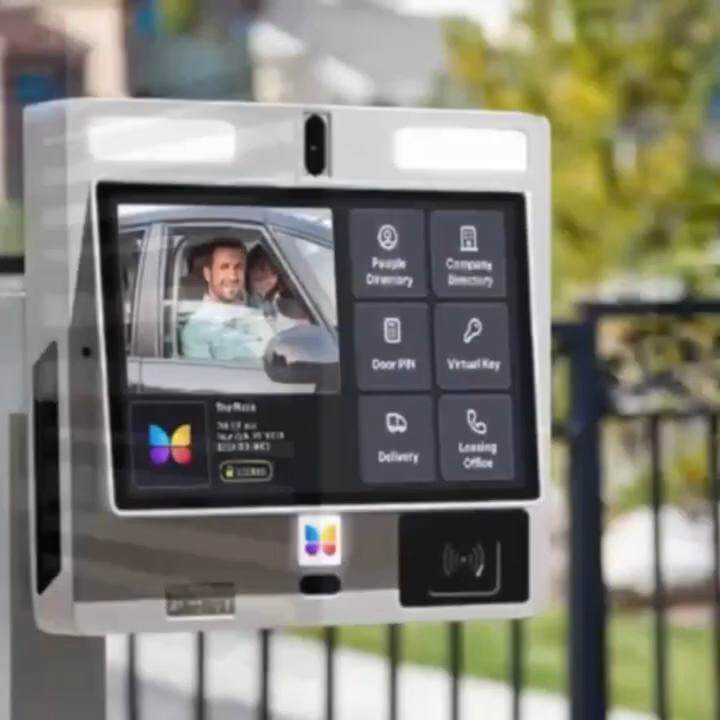 People
Directory
Company
Directory
Door PIN
Virtual Key
Delivery
Leasing
Office